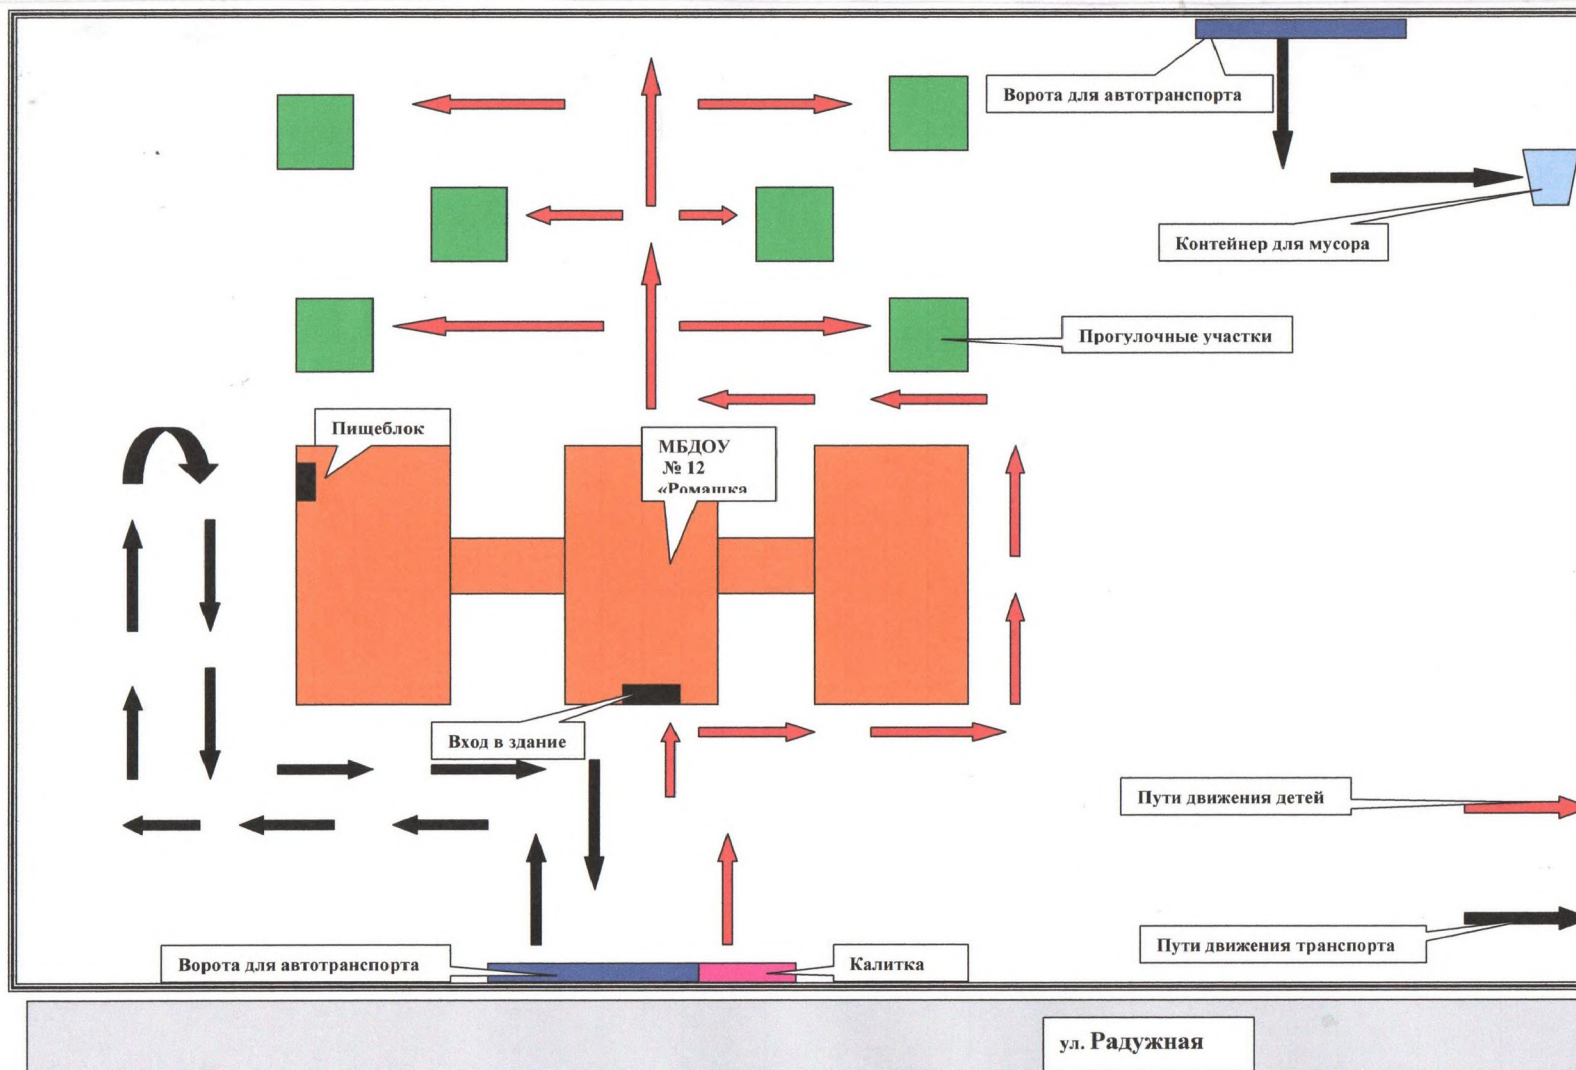 Ворота для автотранспорта
Контейнер для мусора
Прогулочные участки
Пищеблок
МБДОУ
№ 12
«Ромашка
Вход в здание
Пути движения детей
Пути движения транспорта
Ворота для автотранспорта
Калитка
ул. Радужная